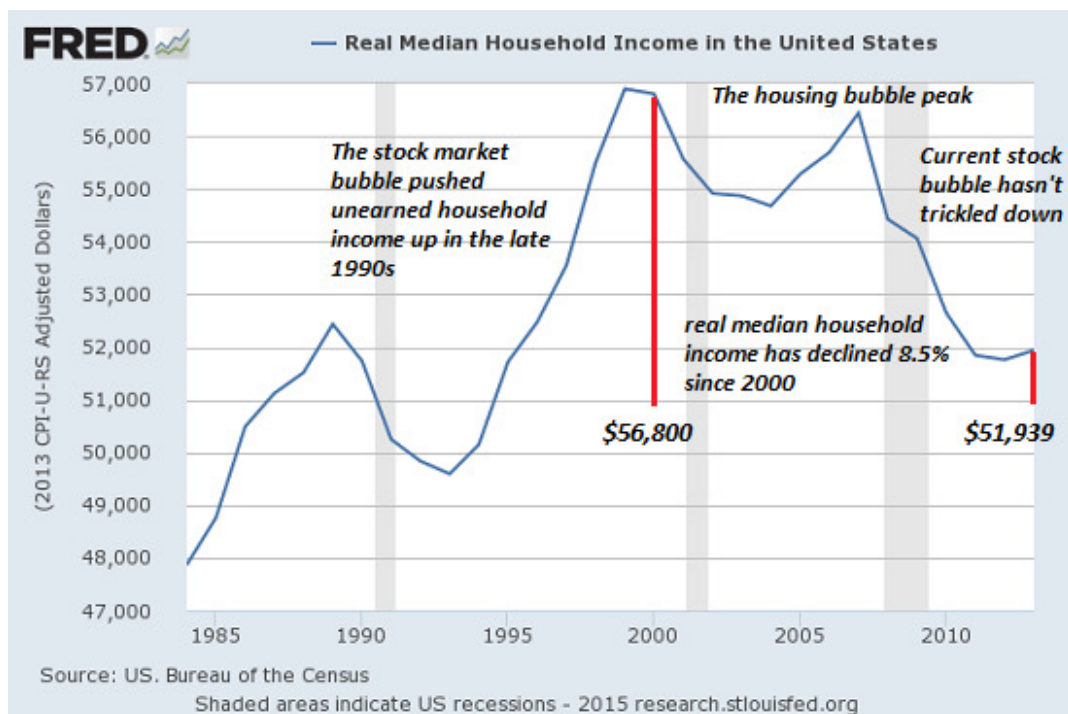 FRED
— Real Median Household Income in the United States
57,000
56,000
55,000
54,000
53,000
52,000
51,000
50,000
49,000
48,000
47,000
(2013 CPI-U-RS Adjusted Dollars)
The stock market
bubble pushed
unearned household
income up in the late
1990s
The housing bubble peak
Current stock
bubble hasn't
trickled down
real median household
income has declined 8.5%
since 2000
$56,800
$51,939
1985
1990
1995
2000
2005
2010
Source: US. Bureau of the Census
Shaded areas indicate US recessions - 2015 research.stlouisfed.org